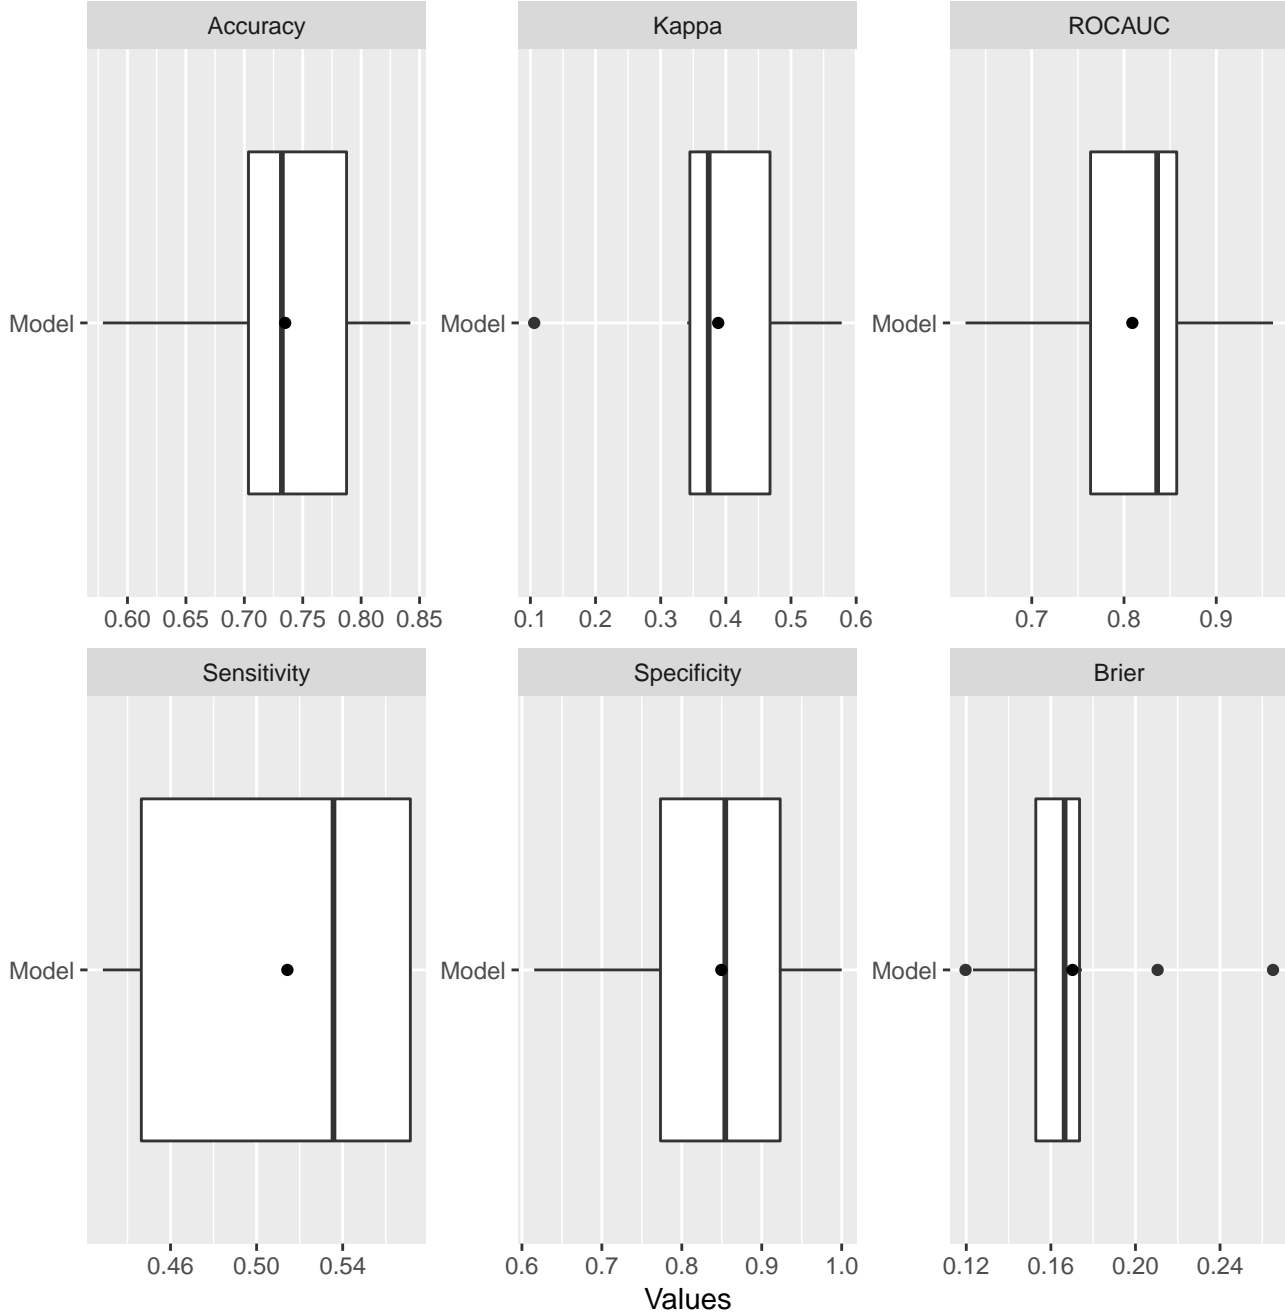 Accuracy Kappa ROCAUC
Model Model Model
0.60 0.65 0.70 0.75 0.80 0.85 0.1 0.2 0.3 0.4 0.5 0.6 0.7 0.8 0.9
Sensitivity Specificity Brier
Model Model Model
0.46 0.50 0.54 0.6 0.7 0.8 0.9 1.0 0.12 0.16 0.20 0.24
Values